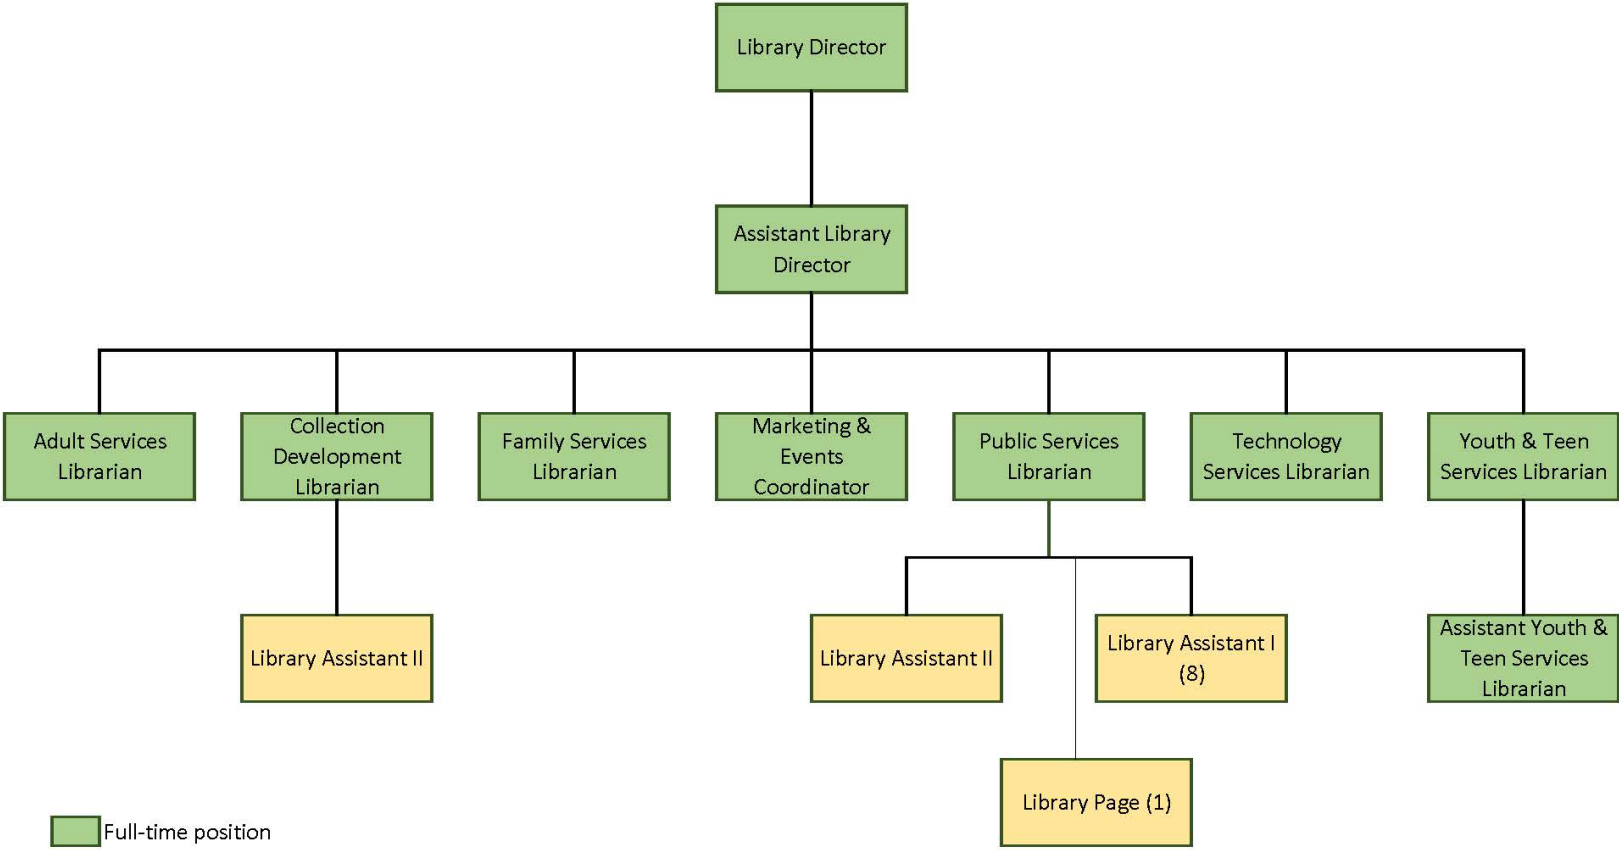 Library Director
Assistant Library
Director
Adult Services
Librarian
Collection
Development
Librarian
Family Services
Librarian
Marketing &
Events
Coordinator
Public Services
Librarian
Technology
Services Librarian
Youth & Teen
Services Librarian
Library Assistant II
Library Assistant II
Library Assistant I
(8)
Assistant Youth &
Teen Services
Librarian
Library Page (1)
Full-time position